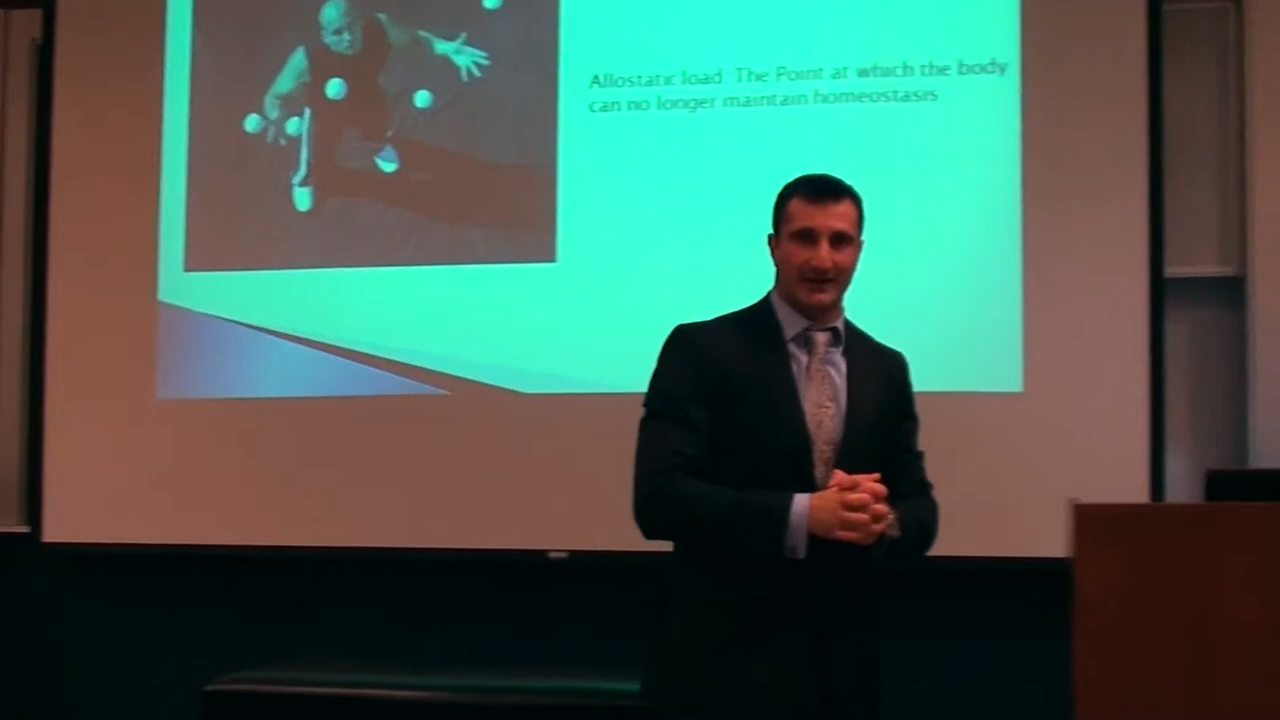 Allostatic load The Point at which the body
can no longer maintain homeostasis